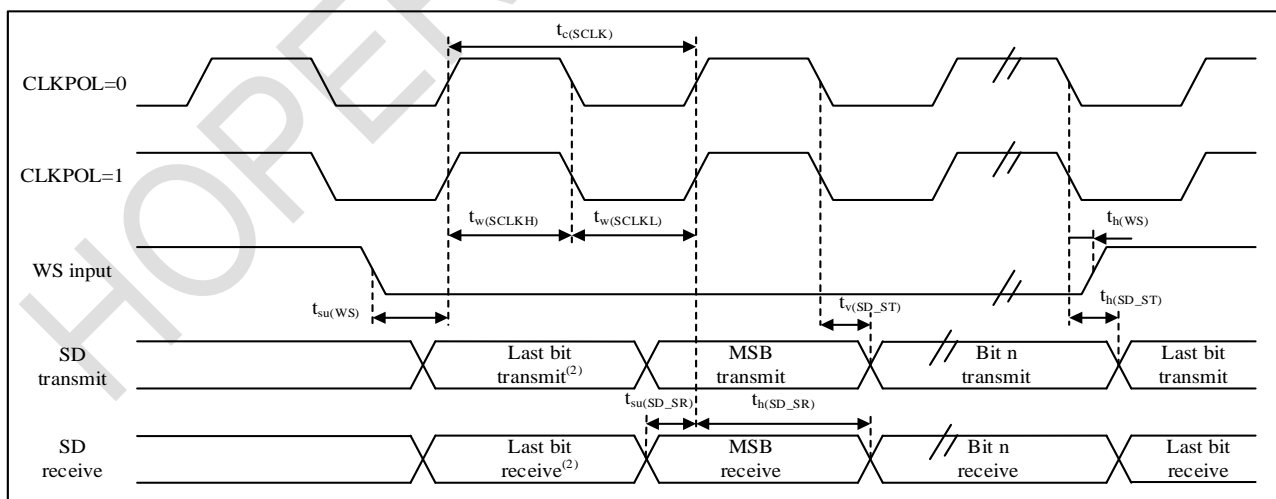 t_c(SCLK)
CLKPOL=0
CLKPOL=1
t_w(SCLKH)
t_w(SCLKL)
t_h(WS)
WS input
t_su(WS)
t_v(SD_ST)
t_h(SD_ST)
SD
transmit
Last bit
transmit(2)
MSB
transmit
Bit n
transmit
Last bit
transmit
t_su(SD_SR)
t_h(SD_SR)
SD
receive
Last bit
receive(2)
MSB
receive
Bit n
receive
Last bit
receive
HOPER